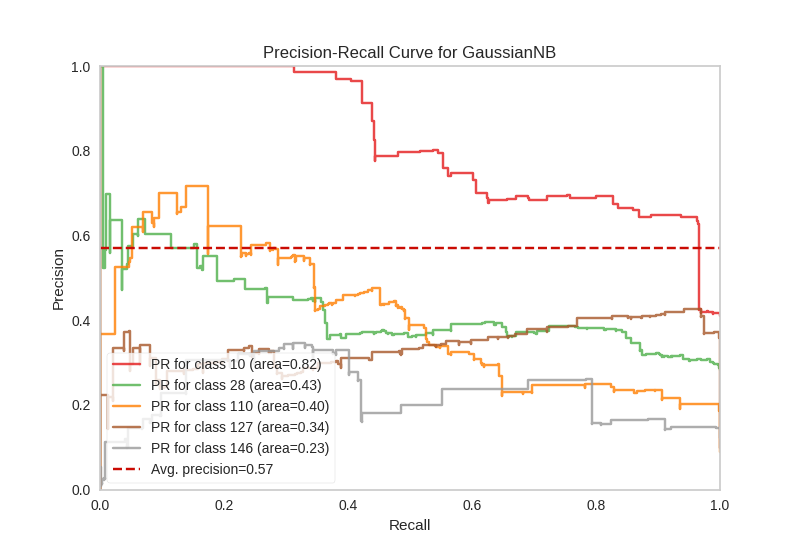 Precision-Recall Curve for GaussianNB
1.0
0.8
0.6
0.4
0.2
0.0
Precision
PR for class 10 (area=0.82)
PR for class 28 (area=0.43)
PR for class 110 (area=0.40)
PR for class 127 (area=0.34)
PR for class 146 (area=0.23)
Avg. precision=0.57
0.0 0.2 0.4 0.6 0.8 1.0
Recall